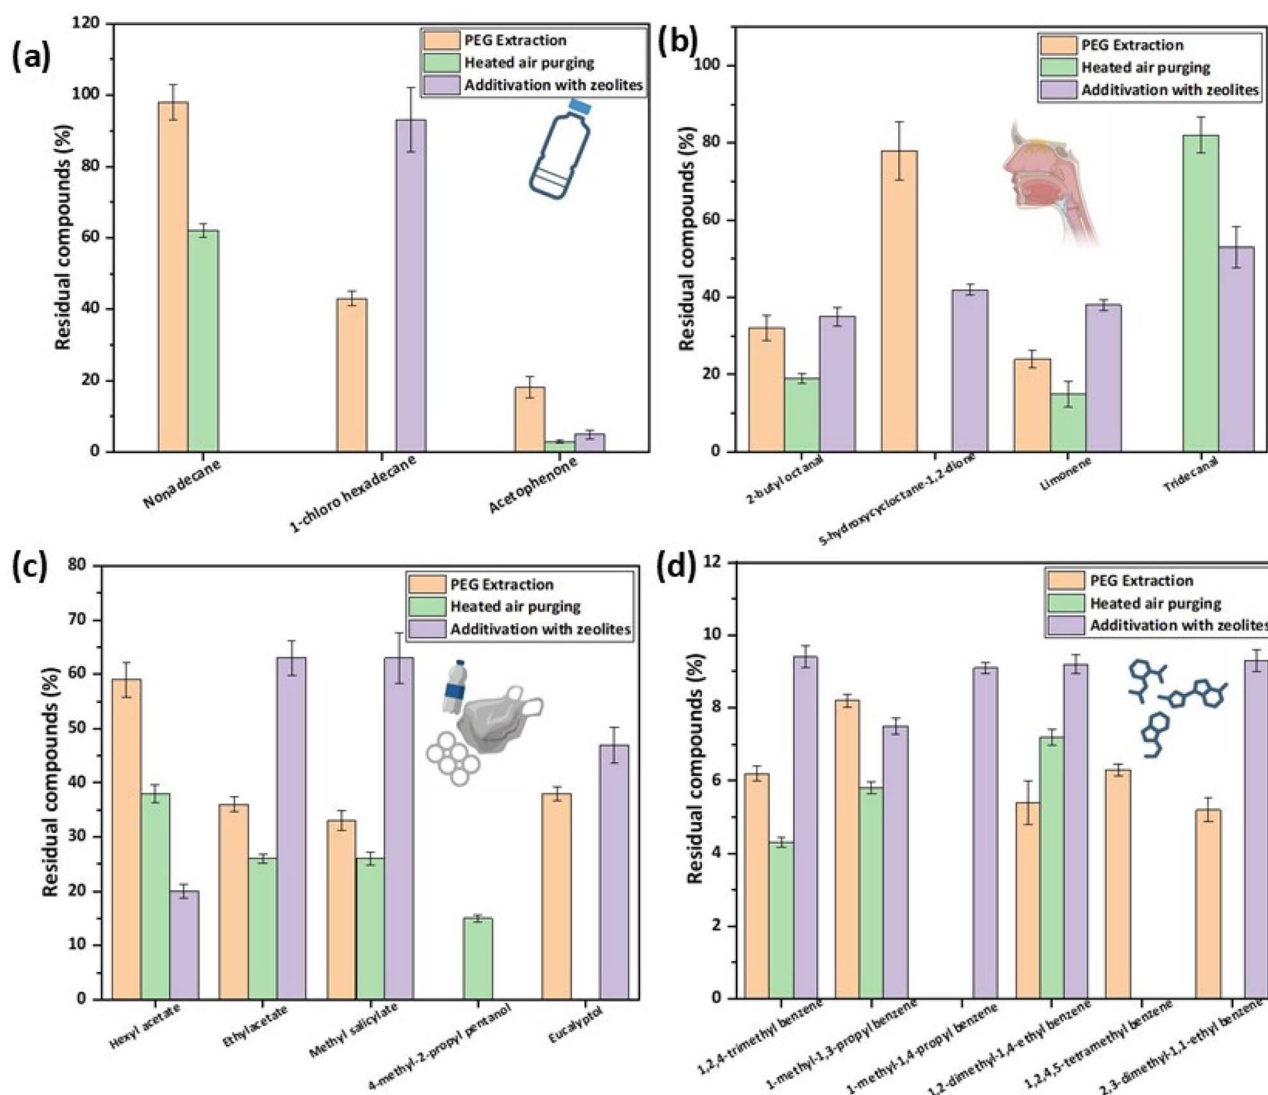 (a)
120
100
80
60
40
20
0
Residual compounds (%)
PEG Extraction
Heated air purging
Additivation with zeolites
Nonadecane
1-chloro hexadecane
Acetophenone
(b)
100
80
60
40
20
0
Residual compounds (%)
PEG Extraction
Heated air purging
Additivation with zeolites
2-butyl octanal
5-hydroxycycloctane-1,2-dione
Limonene
Tridecanal
(c)
80
70
60
50
40
30
20
10
0
Residual compounds (%)
PEG Extraction
Heated air purging
Additivation with zeolites
Hexyl acetate
Ethylacetate
Methyl salicylate
4-methyl-2-propyl pentanol
Eucalyptol
(d)
12
10
8
6
4
2
0
Residual compounds (%)
PEG Extraction
Heated air purging
Additivation with zeolites
1,2,4-trimethyl benzene
1-methyl-1,3-propyl benzene
1-methyl-1,4-propyl benzene
1,2-dimethyl-1,4-ethyl benzene
1,2,4,5-tetramethyl benzene
2,3-dimethyl-1,1-ethyl benzene